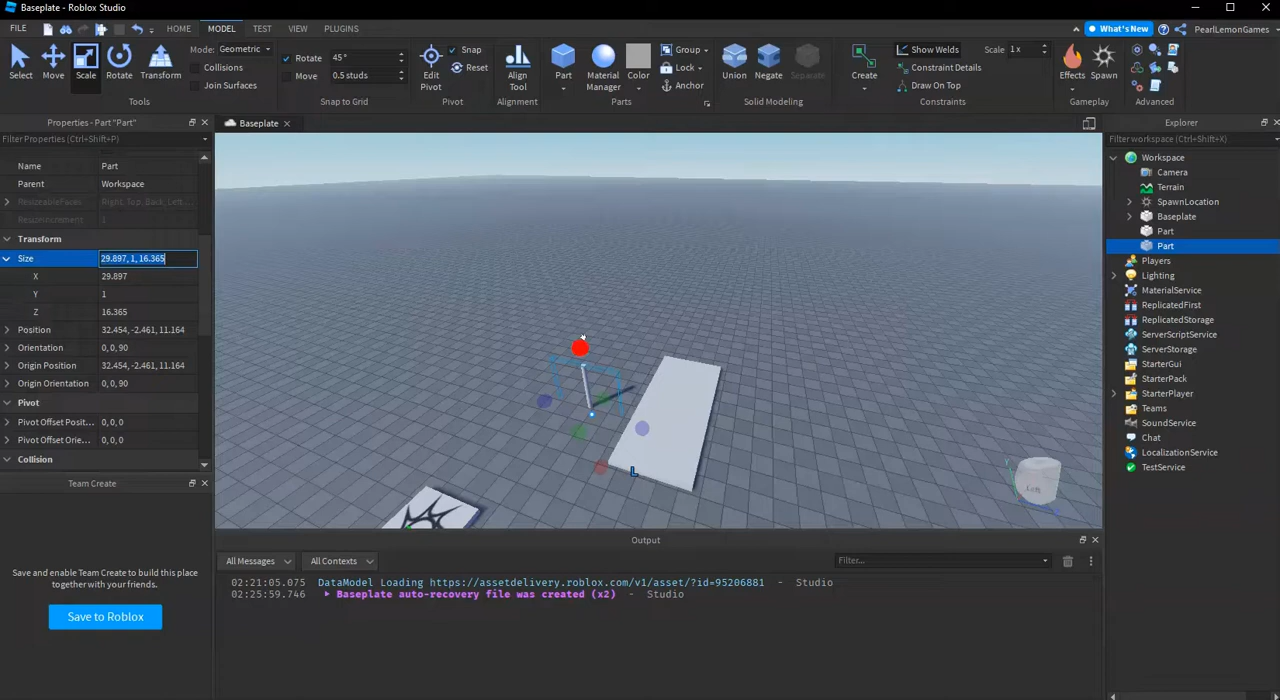 Baseplate - Roblox Studio
FILE HOME MODEL TEST VIEW PLUGINS What's New PearlLemonGames
Select Move Scale Rotate Transform
Mode: Geometric
Collisions
Join Surfaces
Tools
Rotate 45°
Move 0.5 studs
Snap to Grid
Edit Pivot
Snap
Reset
Pivot
Align Tool
Alignment
Part Material Manager Color
Group
Lock
Anchor
Parts
Union Negate Separate
Solid Modeling
Create
Show Welds Scale 1x
Constraint Details
Draw On Top
Constraints
Effects Spawn
Gameplay
Advanced
Properties - Part "Part"
Filter Properties (Ctrl+Shift+P)
Name Part
Parent Workspace
ResizeableFaces Right, Top, Back, Left,...
ResizeIncrement 1
Transform
Size 29.897, 1, 16.365
X 29.897
Y 1
Z 16.365
Position 32.454, -2.461, 11.164
Orientation 0, 0, 90
Origin Position 32.454, -2.461, 11.164
Origin Orientation 0, 0, 90
Pivot
Pivot Offset Posit... 0, 0, 0
Pivot Offset Orie... 0, 0, 0
Collision
Team Create
Save and enable Team Create to build this
place together with your friends.
Save to Roblox
Baseplate
L
Left
Output
All Messages All Contexts Filter...
02:21:05.075 DataModel Loading https://assetdelivery.roblox.com/v1/asset/?id=95206881 - Studio
02:25:59.746 Baseplate auto-recovery file was created (x2) - Studio
Explorer
Filter workspace (Ctrl+Shift+X)
Workspace
Camera
Terrain
SpawnLocation
Baseplate
Part
Part
Players
Lighting
MaterialService
ReplicatedFirst
ReplicatedStorage
ServerScriptService
ServerStorage
StarterGui
StarterPack
StarterPlayer
Teams
SoundService
Chat
LocalizationService
TestService